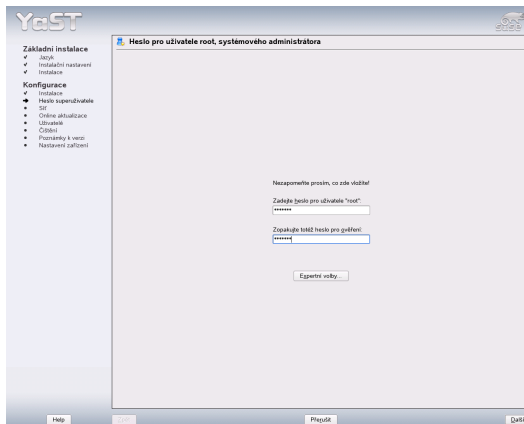 YaST
SUSE
Základní instalace
Jazyk
Instalační nastavení
Instalace
Konfigurace
Instalace
Heslo superuživatele
Síť
Online aktualizace
Uživatelé
Čištění
Poznámky k verzi
Nastavení zařízení
Heslo pro uživatele root, systémového administrátora
Nezapomeňte prosím, co zde vložíte!
Zadejte heslo pro uživatele "root":
Zopakujte totéž heslo pro ověření:
Expertní volby...
Help
Zpět
Přerušit
Další